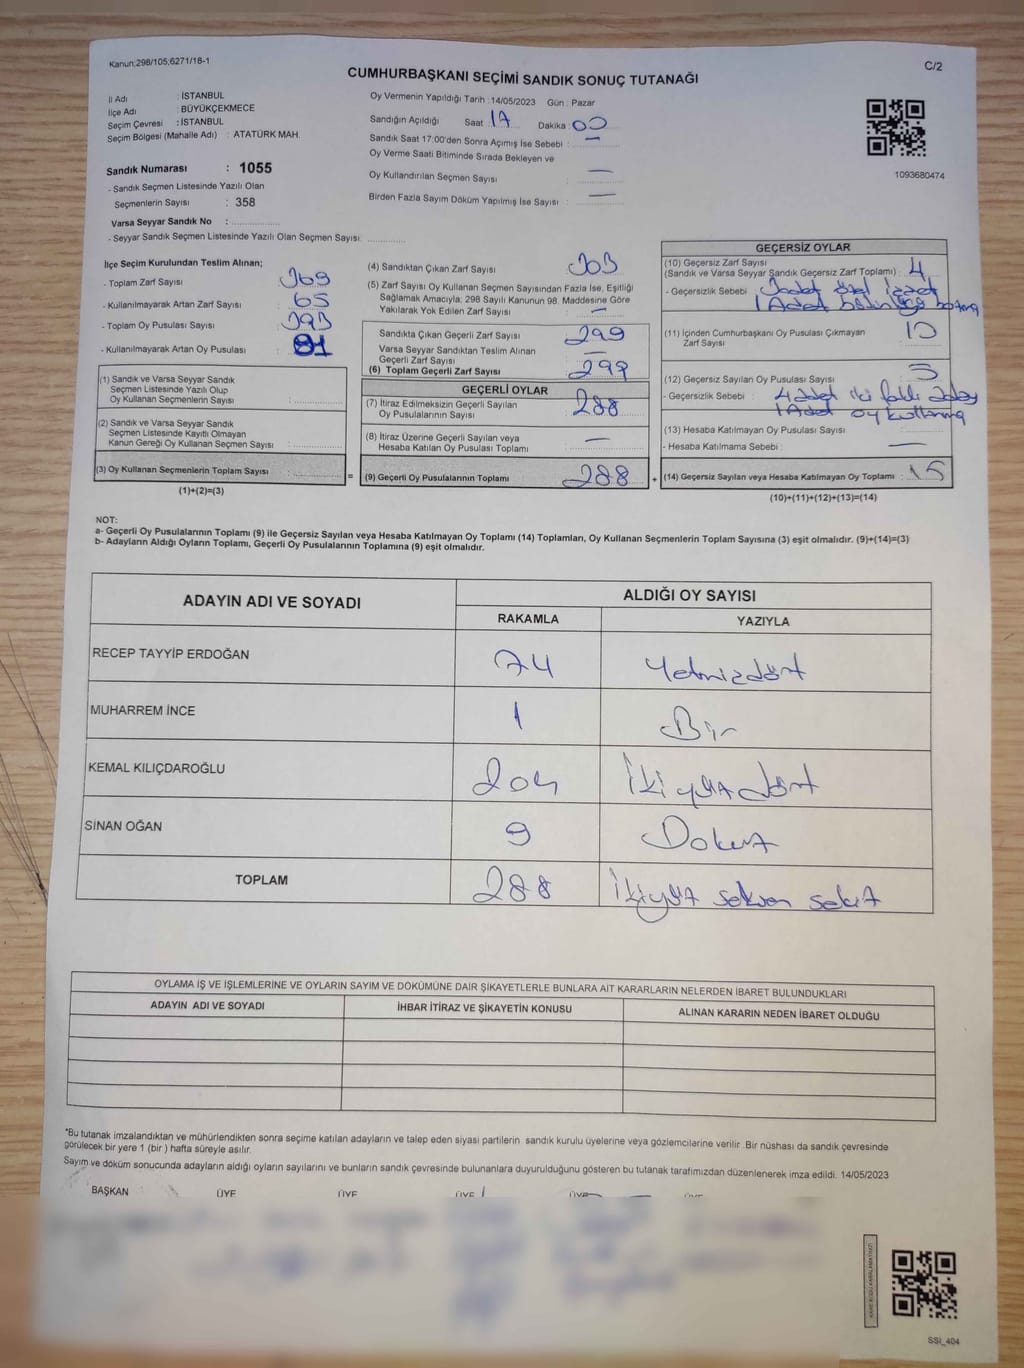 Kanun;298/105;6271/18-1
C/2
CUMHURBAŞKANI SEÇİMİ SANDIK SONUÇ TUTANAĞI
İl Adı : İSTANBUL
İlçe Adı : BÜYÜKÇEKMECE
Seçim Çevresi : İSTANBUL
Seçim Bölgesi (Mahalle Adı) : ATATÜRK MAH.
Oy Vermenin Yapıldığı Tarih :14/05/2023 Gün : Pazar
Sandığın Açıldığı Saat : 17 Dakika : 00
Sandık Saat 17:00'den Sonra Açımış İse Sebebi : —
Oy Verme Saati Bitiminde Sırada Bekleyen ve
Oy Kullandırılan Seçmen Sayısı : —
Birden Fazla Sayım Döküm Yapılmış İse Sayısı : —
1093680474
Sandık Numarası : 1055
- Sandık Seçmen Listesinde Yazılı Olan
Seçmenlerin Sayısı : 358
Varsa Seyyar Sandık No :
- Seyyar Sandık Seçmen Listesinde Yazılı Olan Seçmen Sayısı:
İlçe Seçim Kurulundan Teslim Alınan;
- Toplam Zarf Sayısı : 369
- Kullanılmayarak Artan Zarf Sayısı : 65
- Toplam Oy Pusulası Sayısı : 393
- Kullanılmayarak Artan Oy Pusulası : 91
(1) Sandık ve Varsa Seyyar Sandık
Seçmen Listesinde Yazılı Olup
Oy Kullanan Seçmenlerin Sayısı :
(2) Sandık ve Varsa Seyyar Sandık
Seçmen Listesinde Kayıtlı Olmayan
Kanun Gereği Oy Kullanan Seçmen Sayısı :
(3) Oy Kullanan Seçmenlerin Toplam Sayısı :
(1)+(2)=(3)
(4) Sandıktan Çıkan Zarf Sayısı : 303
(5) Zarf Sayısı Oy Kullanan Seçmen Sayısından Fazla İse, Eşitliği
Sağlamak Amacıyla; 298 Sayılı Kanunun 98. Maddesine Göre
Yakılarak Yok Edilen Zarf Sayısı : —
Sandıkta Çıkan Geçerli Zarf Sayısı : 299
Varsa Seyyar Sandıktan Teslim Alınan
Geçerli Zarf Sayısı : —
(6) Toplam Geçerli Zarf Sayısı : 299
GEÇERLİ OYLAR
(7) İtiraz Edilmeksizin Geçerli Sayılan
Oy Pusulalarının Sayısı : 288
(8) İtiraz Üzerine Geçerli Sayılan veya
Hesaba Katılan Oy Pusulası Toplamı : —
= (9) Geçerli Oy Pusulalarının Toplamı : 288
GEÇERSİZ OYLAR
(10) Geçersiz Zarf Sayısı
(Sandık ve Varsa Seyyar Sandık Geçersiz Zarf Toplamı) : 4
- Geçersizlik Sebebi : 3 adet özel
1 Adet
(11) İçinden Cumhurbaşkanı Oy Pusulası Çıkmayan
Zarf Sayısı :
(12) Geçersiz Sayılan Oy Pusulası Sayısı :
- Geçersizlik Sebebi : 4 adet iki farklı aday
1 Adet oy kullanma
(13) Hesaba Katılmayan Oy Pusulası Sayısı :
- Hesaba Katılmama Sebebi : —
+ (14) Geçersiz Sayılan veya Hesaba Katılmayan Oy Toplamı : 15
(10)+(11)+(12)+(13)=(14)
NOT:
a- Geçerli Oy Pusulalarının Toplamı (9) ile Geçersiz Sayılan veya Hesaba Katılmayan Oy Toplamı (14) Toplamları, Oy Kullanan Seçmenlerin Toplam Sayısına (3) eşit olmalıdır. (9)+(14)=(3)
b- Adayların Aldığı Oyların Toplamı, Geçerli Oy Pusulalarının Toplamına (9) eşit olmalıdır.
ADAYIN ADI VE SOYADI
ALDIĞI OY SAYISI
RAKAMLA YAZIYLA
RECEP TAYYİP ERDOĞAN 74 Yetmişdört
MUHARREM İNCE 1 Bir
KEMAL KILIÇDAROĞLU 204 İkiyüzdört
SİNAN OĞAN 9 Dokuz
TOPLAM 288 İkiyüz seksen sekiz
OYLAMA İŞ VE İŞLEMLERİNE VE OYLARIN SAYIM VE DÖKÜMÜNE DAİR ŞİKAYETLERLE BUNLARA AİT KARARLARIN NELERDEN İBARET BULUNDUKLARI
ADAYIN ADI VE SOYADI İHBAR İTİRAZ VE ŞİKAYETİN KONUSU ALINAN KARARIN NEDEN İBARET OLDUĞU
*Bu tutanak imzalandıktan ve mühürlendikten sonra seçime katılan adayların ve talep eden siyasi partilerin sandık kurulu üyelerine veya gözlemcilerine verilir .Bir nüshası da sandık çevresinde
görülecek bir yere 1 (bir ) hafta süreyle asılır.
Sayım ve döküm sonucunda adayların aldığı oyların sayılarını ve bunların sandık çevresinde bulunanlara duyurulduğunu gösteren bu tutanak tarafımızdan düzenlenerek imza edildi. 14/05/2023
BAŞKAN ÜYE ÜYE ÜYE ÜYE ÜYE
SSI_404